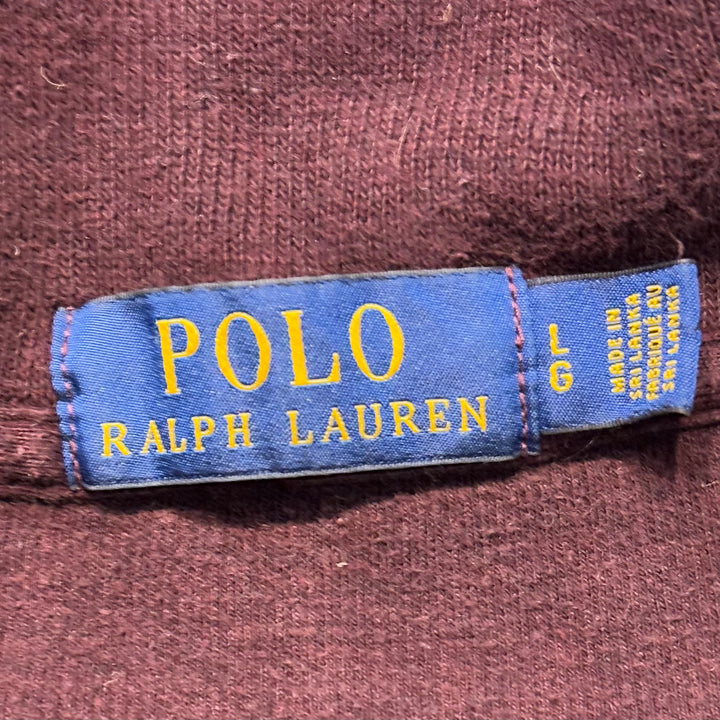 POLO
RALPH LAUREN
L
G
MADE IN
SRI LANKA
FABRIQUÉ AU
SRI LANKA